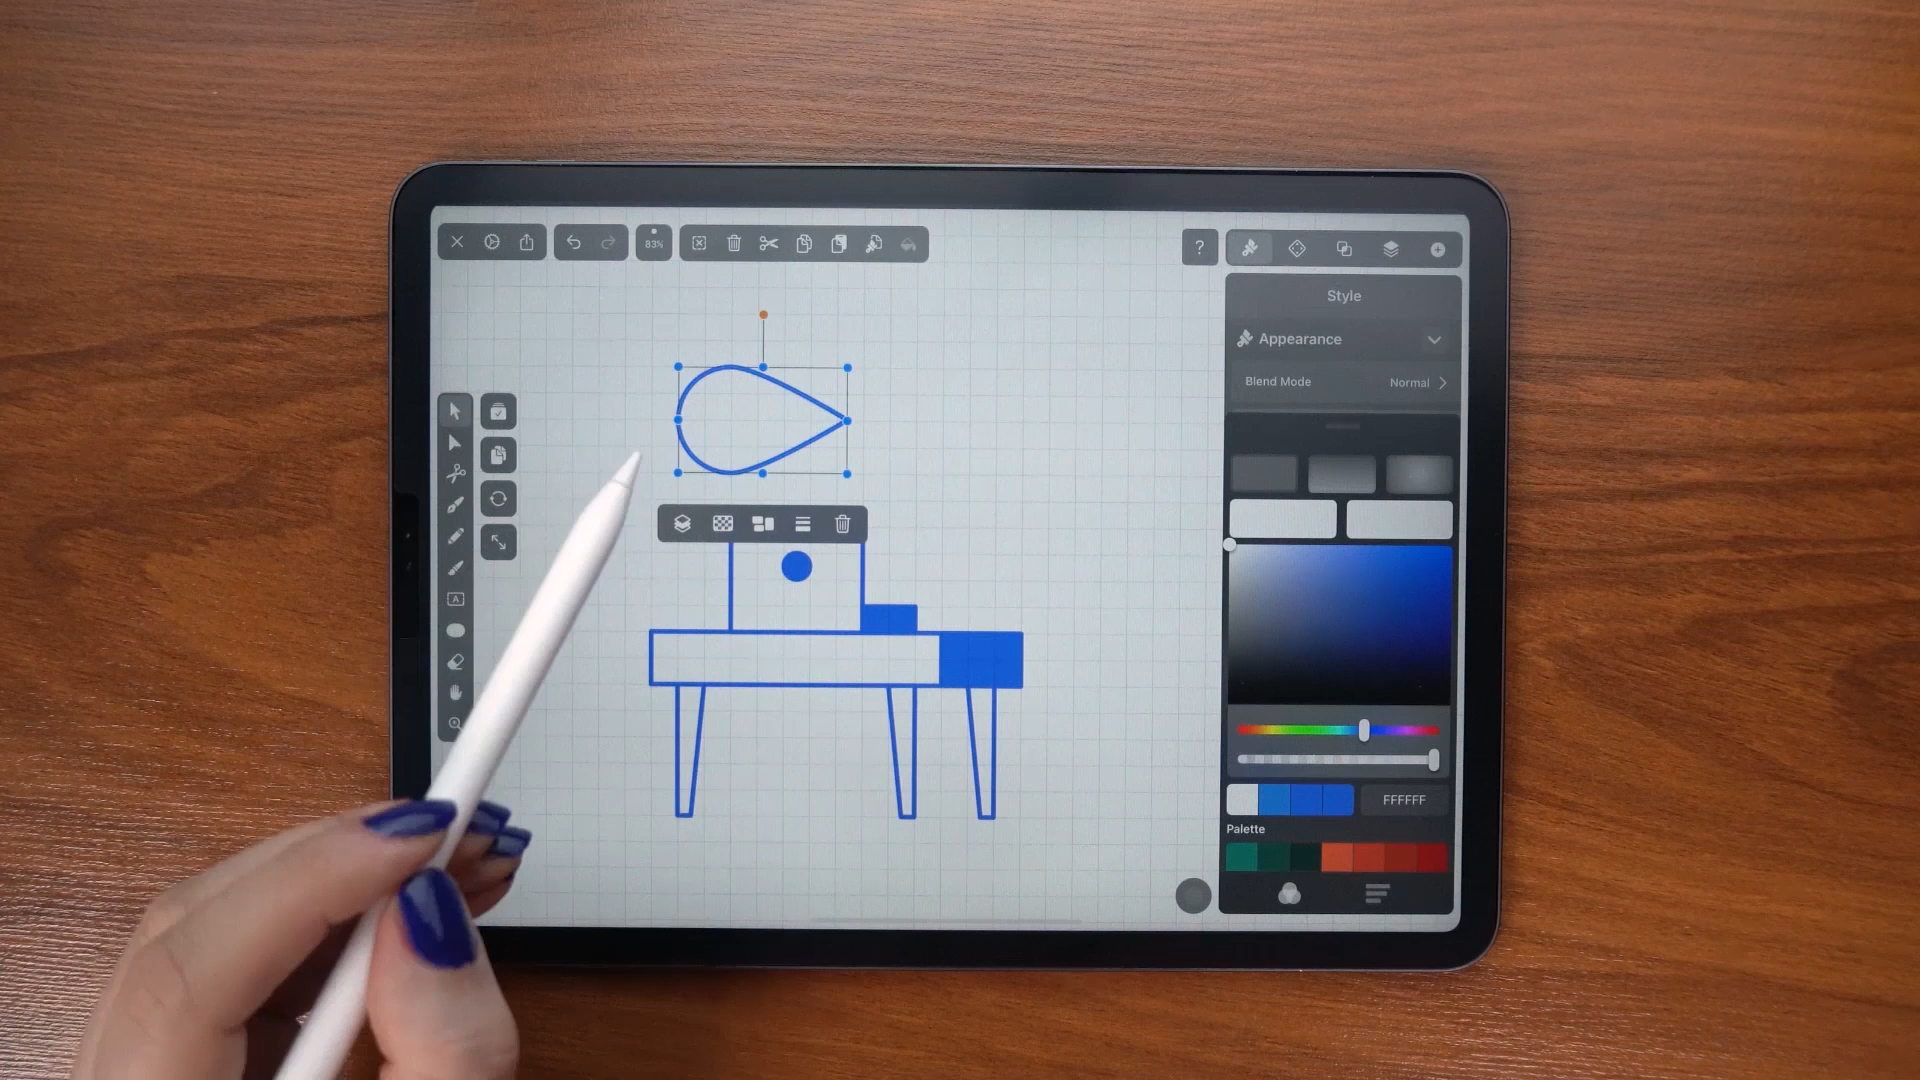 83%
?
Style
Appearance
Blend Mode Normal
A
FFFFFF
Palette